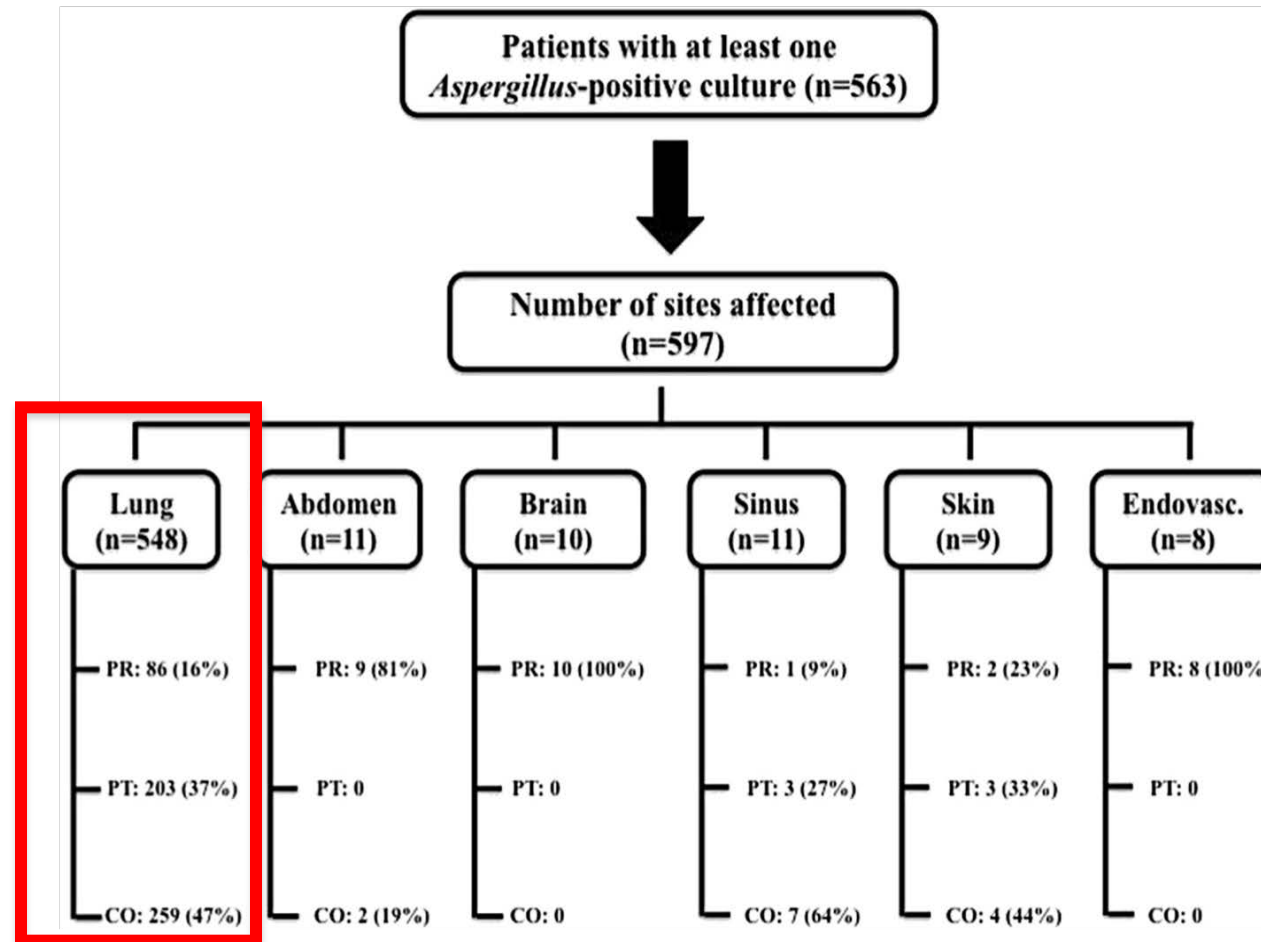 Patients with at least one
Aspergillus-positive culture (n=563)
Number of sites affected
(n=597)
Lung
(n=548)
PR: 86 (16%)
PT: 203 (37%)
CO: 259 (47%)
Abdomen
(n=11)
PR: 9 (81%)
PT: 0
CO: 2 (19%)
Brain
(n=10)
PR: 10 (100%)
PT: 0
CO: 0
Sinus
(n=11)
PR: 1 (9%)
PT: 3 (27%)
CO: 7 (64%)
Skin
(n=9)
PR: 2 (23%)
PT: 3 (33%)
CO: 4 (44%)
Endovasc.
(n=8)
PR: 8 (100%
PT: 0
CO: 0